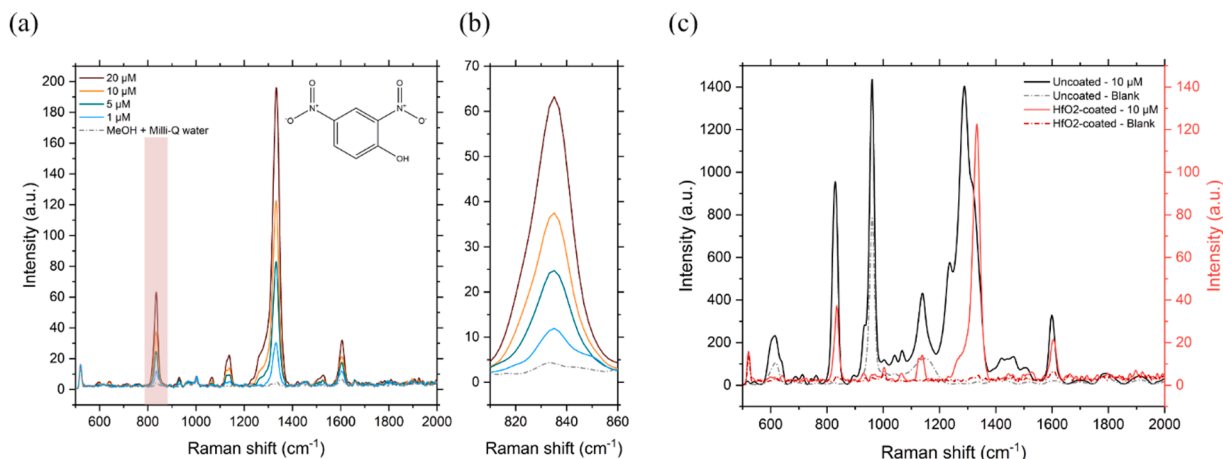 (a)
(b)
(c)
20 µM
10 µM
5 µM
1 µM
MeOH + Milli-Q water
O
O
N⁺
N⁺
⁻O
O⁻
OH
Intensity (a.u.)
0
20
40
60
80
100
120
140
160
180
200
600 800 1000 1200 1400 1600 1800 2000
Raman shift (cm⁻¹)
Intensity (a.u.)
0
10
20
30
40
50
60
70
820 840 860
Raman shift (cm⁻¹)
Uncoated - 10 µM
Uncoated - Blank
HfO2-coated - 10 µM
HfO2-coated - Blank
Intensity (a.u.)
0
200
400
600
800
1000
1200
1400
600 800 1000 1200 1400 1600 1800 2000
Raman shift (cm⁻¹)
Intensity (a.u.)
0
20
40
60
80
100
120
140